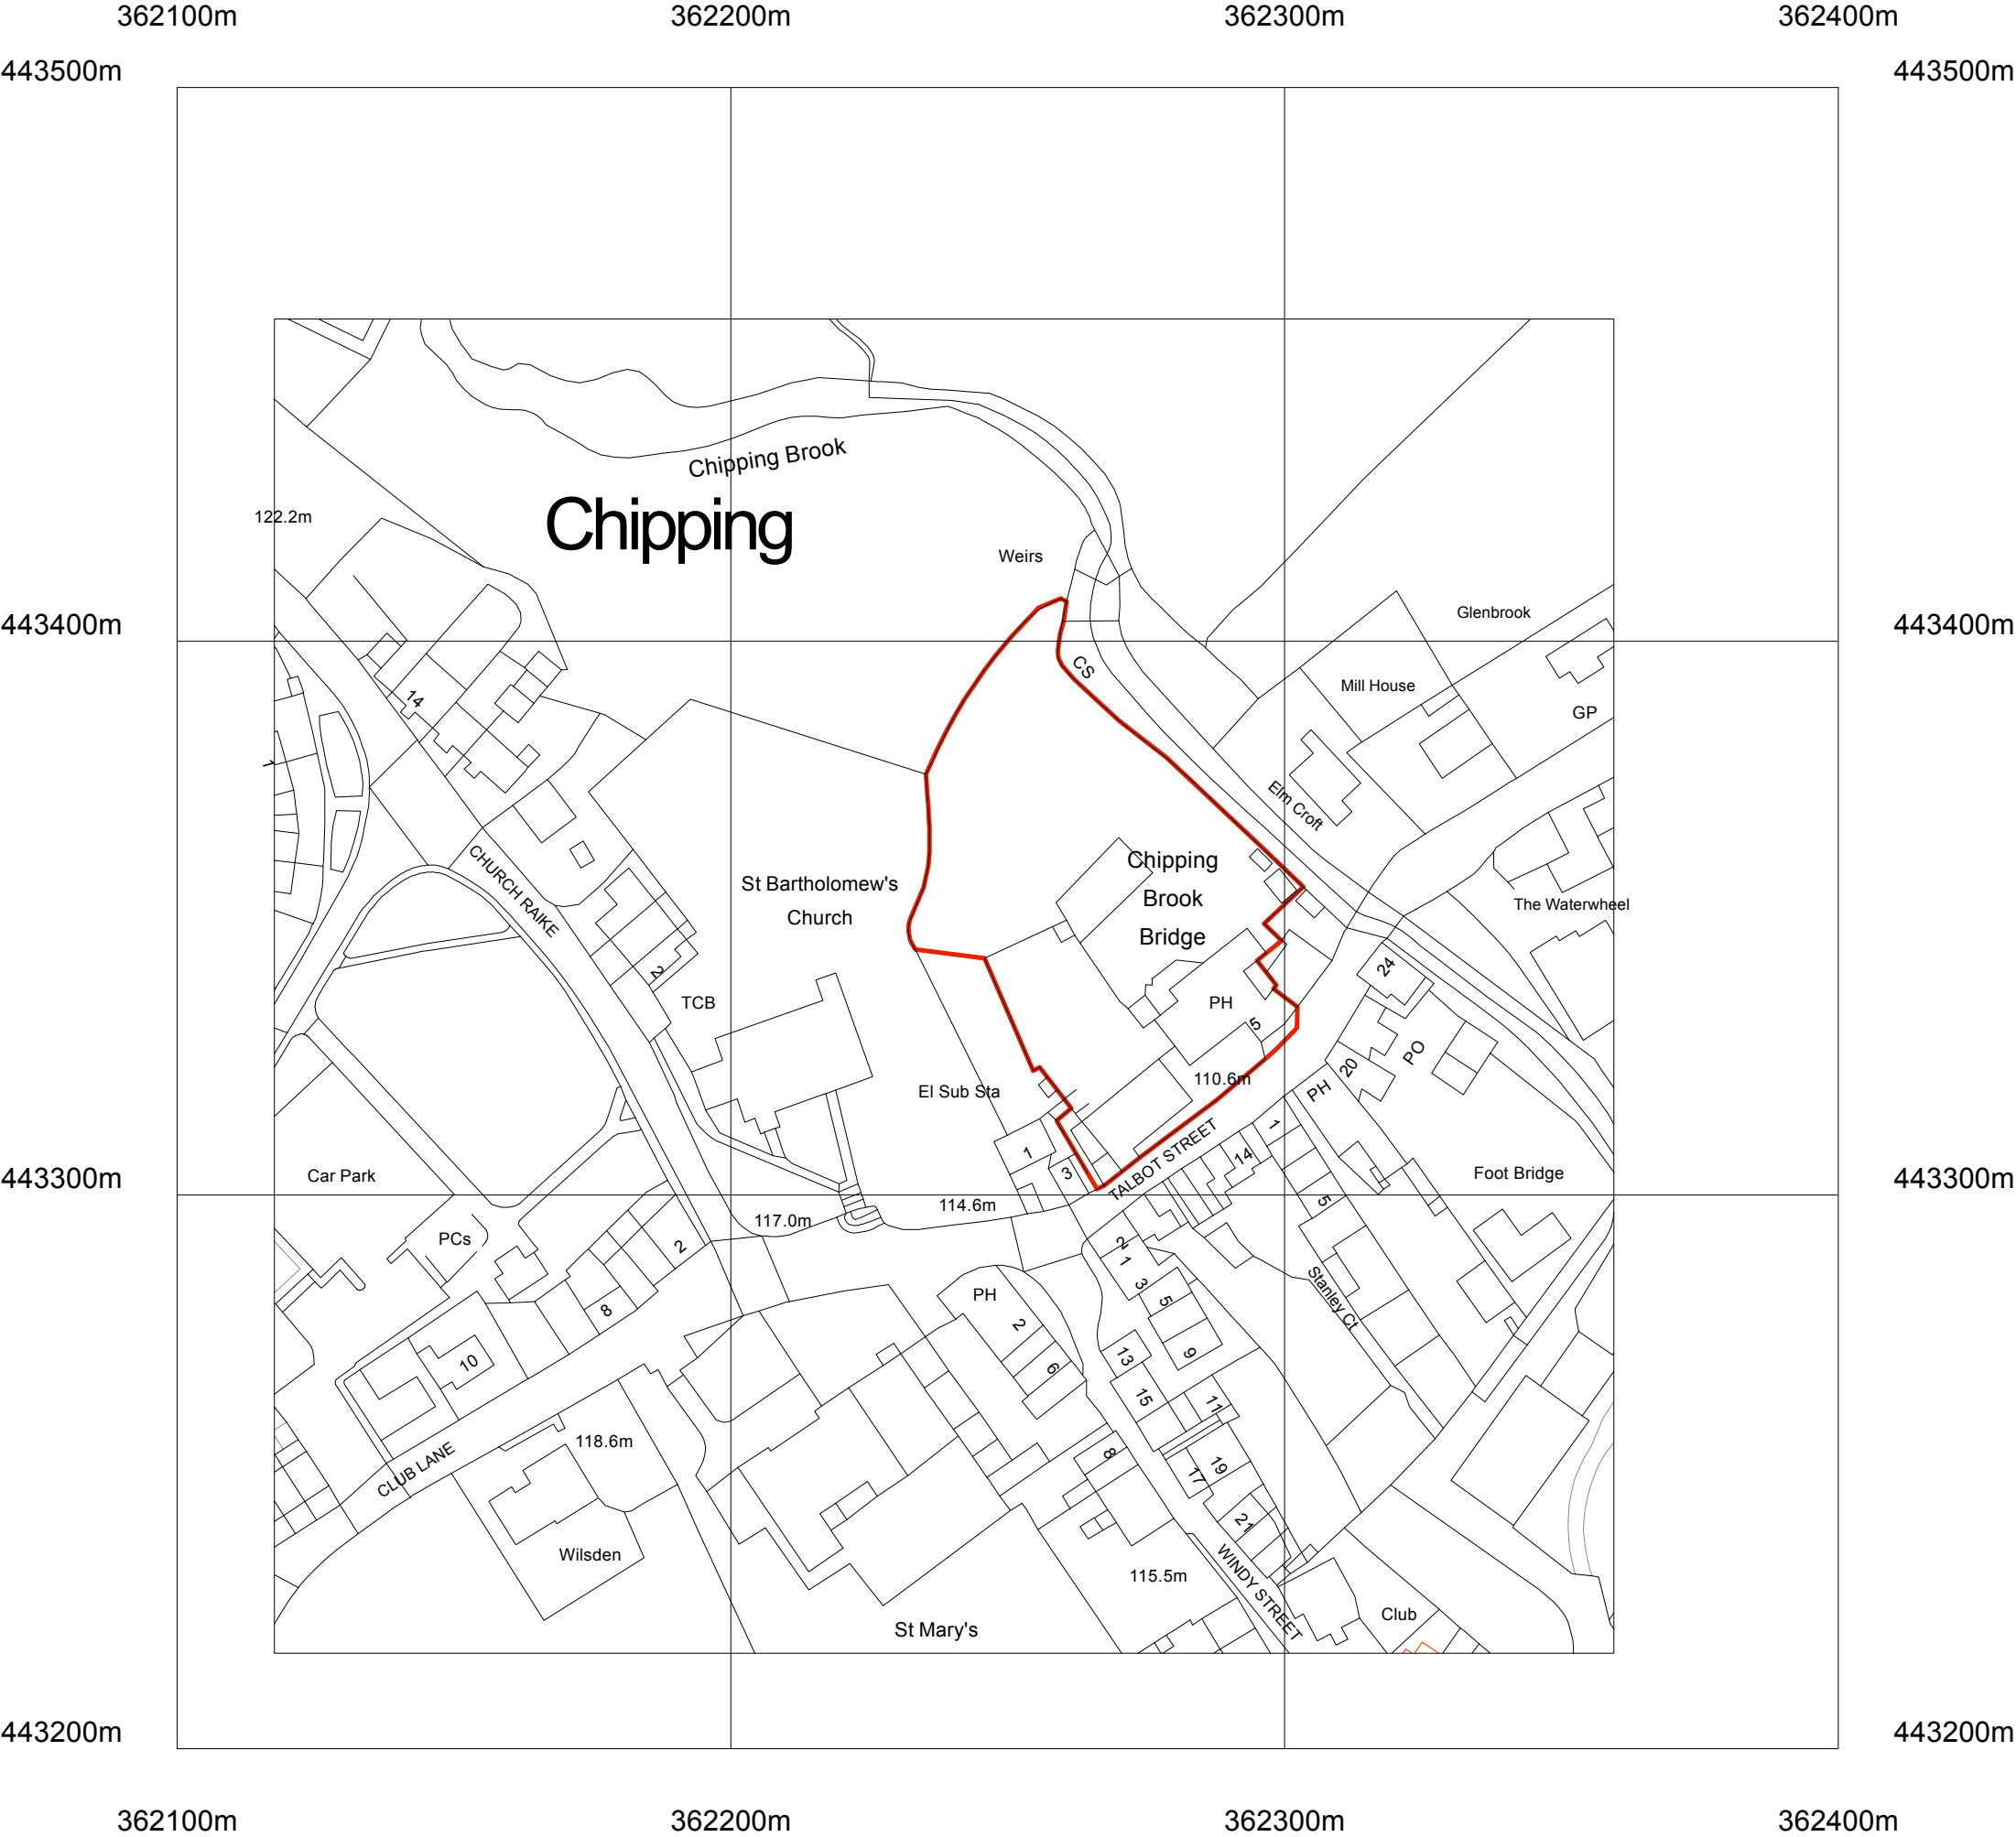 362100m 362200m 362300m 362400m
443500m 443500m
Chipping Brook
122.2m
Chipping
Weirs
443400m 443400m
Glenbrook
CS
Mill House
14
GP
1
Elm Croft
CHURCH RAIKE
Chipping
Brook
Bridge
St Bartholomew's
Church
The Waterwheel
2
24
TCB
PH
5
PO
20
110.6m
El Sub Sta
PH
1
TALBOT STREET
1
14
3
443300m 443300m
Car Park
Foot Bridge
5
114.6m
117.0m
PCs
2
2
1
3
5
Stanley Ct
PH
8
2
9
13
6
10
15
11
118.6m
8
CLUB LANE
19
17
21
Wilsden
WINDY STREET
115.5m
Club
St Mary's
443200m 443200m
362100m 362200m 362300m 362400m